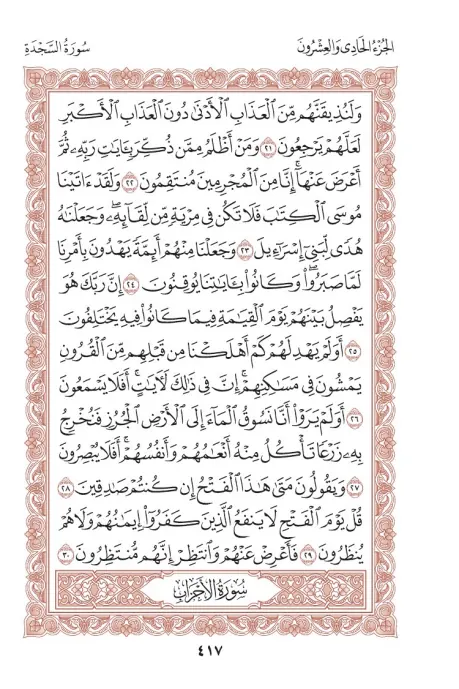 الجزء الحادي والعشرون
سورة السجدة
وَلَنُذِيقَنَّهُم مِّنَ ٱلْعَذَابِ ٱلْأَدْنَىٰ دُونَ ٱلْعَذَابِ ٱلْأَكْبَرِ
لَعَلَّهُمْ يَرْجِعُونَ ٢١ وَمَنْ أَظْلَمُ مِمَّن ذُكِّرَ بِـَٔايَـٰتِ رَبِّهِۦ ثُمَّ
أَعْرَضَ عَنْهَآ ۚ إِنَّا مِنَ ٱلْمُجْرِمِينَ مُنتَقِمُونَ ٢٢ وَلَقَدْ ءَاتَيْنَا
مُوسَى ٱلْكِتَـٰبَ فَلَا تَكُن فِى مِرْيَةٍ مِّن لِّقَآئِهِۦ ۖ وَجَعَلْنَـٰهُ
هُدًى لِّبَنِىٓ إِسْرَٰٓءِيلَ ٢٣ وَجَعَلْنَا مِنْهُمْ أَئِمَّةً يَهْدُونَ بِأَمْرِنَا
لَمَّا صَبَرُوا۟ ۖ وَكَانُوا۟ بِـَٔايَـٰتِنَا يُوقِنُونَ ٢٤ إِنَّ رَبَّكَ هُوَ
يَفْصِلُ بَيْنَهُمْ يَوْمَ ٱلْقِيَـٰمَةِ فِيمَا كَانُوا۟ فِيهِ يَخْتَلِفُونَ
٢٥ أَوَلَمْ يَهْدِ لَهُمْ كَمْ أَهْلَكْنَا مِن قَبْلِهِم مِّنَ ٱلْقُرُونِ
يَمْشُونَ فِى مَسَـٰكِنِهِمْ ۚ إِنَّ فِى ذَٰلِكَ لَـَٔايَـٰتٍ ۖ أَفَلَا يَسْمَعُونَ
٢٦ أَوَلَمْ يَرَوْا۟ أَنَّا نَسُوقُ ٱلْمَآءَ إِلَى ٱلْأَرْضِ ٱلْجُرُزِ فَنُخْرِجُ
بِهِۦ زَرْعًا تَأْكُلُ مِنْهُ أَنْعَـٰمُهُمْ وَأَنفُسُهُمْ ۖ أَفَلَا يُبْصِرُونَ
٢٧ وَيَقُولُونَ مَتَىٰ هَـٰذَا ٱلْفَتْحُ إِن كُنتُمْ صَـٰدِقِينَ ٢٨
قُلْ يَوْمَ ٱلْفَتْحِ لَا يَنفَعُ ٱلَّذِينَ كَفَرُوٓا۟ إِيمَـٰنُهُمْ وَلَا هُمْ
يُنظَرُونَ ٢٩ فَأَعْرِضْ عَنْهُمْ وَٱنتَظِرْ إِنَّهُم مُّنتَظِرُونَ ٣٠
سورة الأحزاب
٤١٧